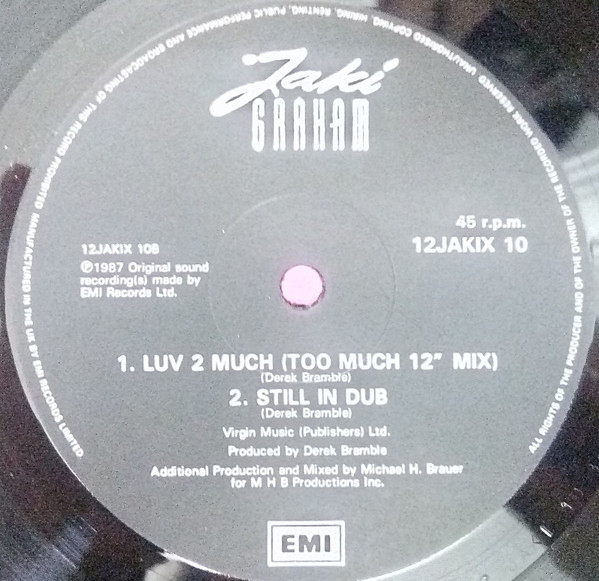 Jaki
GRAHAM
45 r.p.m.
12JAKIX 10
12JAKIX 10B
℗1987 Original sound
recording(s) made by
EMI Records Ltd.
1. LUV 2 MUCH (TOO MUCH 12" MIX)
(Derek Bramble)
2. STILL IN DUB
(Derek Bramble)
Virgin Music (Publishers) Ltd.
Produced by Derek Bramble
Additional Production and Mixed by Michael H. Brauer
for M H B Productions Inc.
EMI
ALL RIGHTS OF THE PRODUCER AND OF THE OWNER OF THE RECORDED WORK RESERVED UNAUTHORISED COPYING, HIRING, RENTING, PUBLIC PERFORMANCE AND BROADCASTING OF THIS RECORD PROHIBITED MANUFACTURED IN THE UK BY EMI RECORDS LIMITED